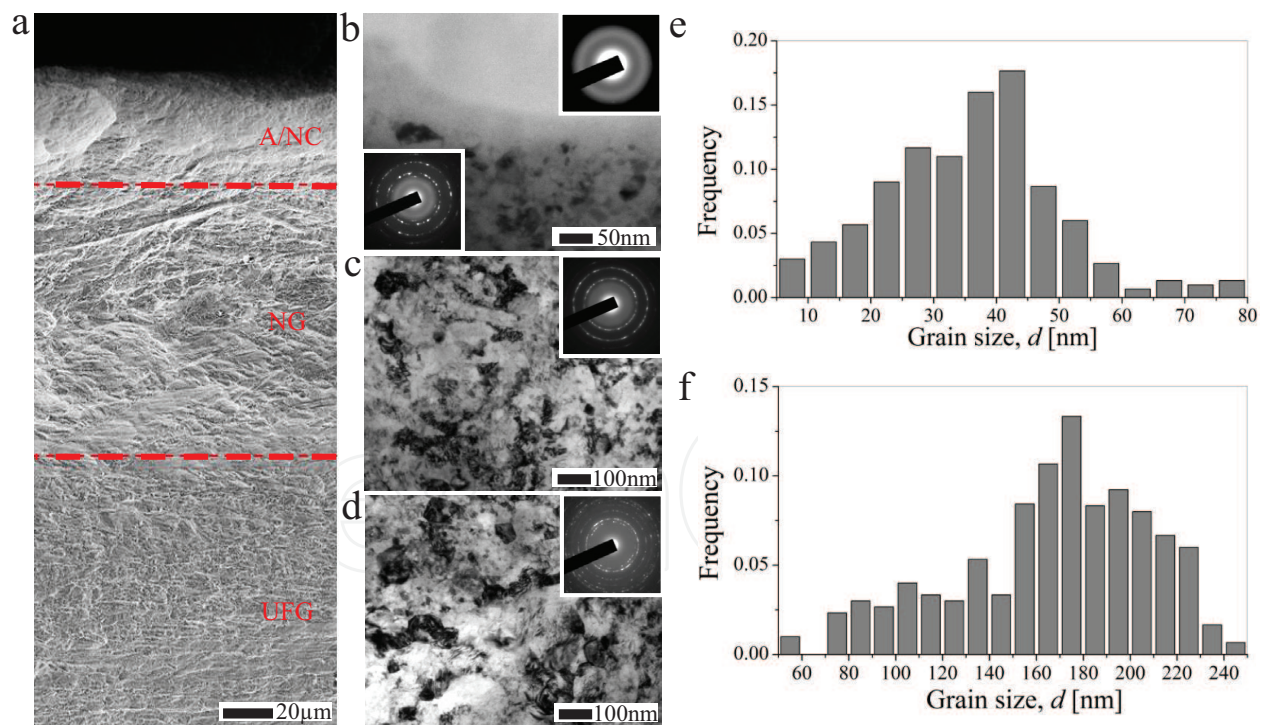 a
A/NC
NG
UFG
20μm
b
50nm
c
100nm
d
100nm
e
0.20
0.15
0.10
0.05
0.00
Frequency
10 20 30 40 50 60 70 80
Grain size, d [nm]
f
0.15
0.10
0.05
0.00
Frequency
60 80 100 120 140 160 180 200 220 240
Grain size, d [nm]